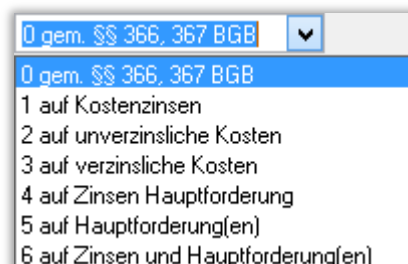 0 gem. §§ 366, 367 BGB
0 gem. §§ 366, 367 BGB
1 auf Kostenzinsen
2 auf unverzinsliche Kosten
3 auf verzinsliche Kosten
4 auf Zinsen Hauptforderung
5 auf Hauptforderung(en)
6 auf Zinsen und Hauptforderung(en)